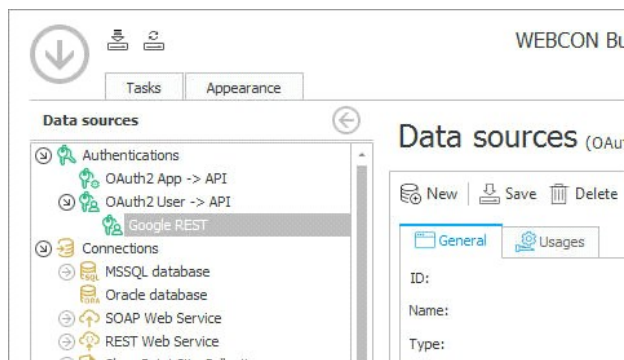 WEBCON Bu
Tasks
Appearance
Data sources
Authentications
OAuth2 App -> API
OAuth2 User -> API
Google REST
Connections
MSSQL database
Oracle database
SOAP Web Service
REST Web Service
Data sources (OAu
New
Save
Delete
General
Usages
ID:
Name:
Type: